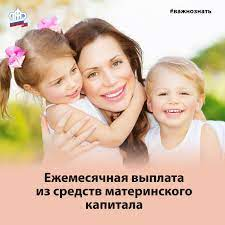 #важнознать
Ежемесячная выплата
из средств материнского
капитала